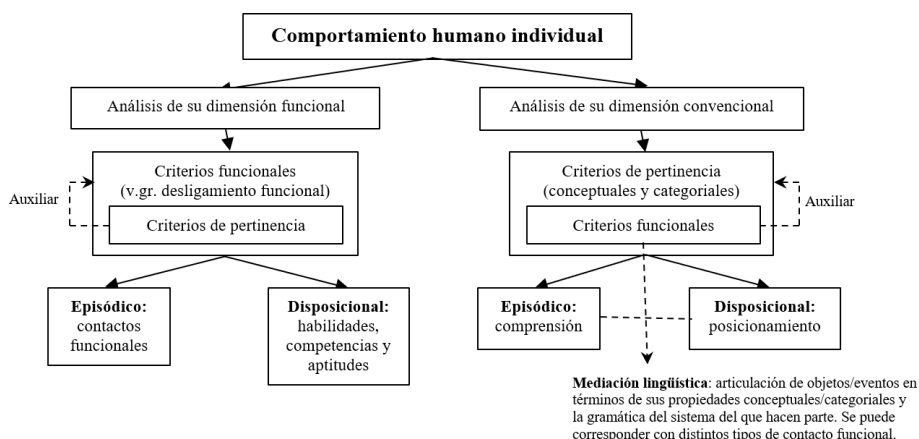 Comportamiento humano individual
Análisis de su dimensión funcional
Análisis de su dimensión convencional
Criterios funcionales
(v.gr. desligamiento funcional)
Auxiliar
Criterios de pertinencia
Criterios de pertinencia
(conceptuales y categoriales)
Auxiliar
Criterios funcionales
Episódico:
contactos
funcionales
Disposicional:
habilidades,
competencias y
aptitudes
Episódico:
comprensión
Disposicional:
posicionamiento
Mediación lingüística: articulación de objetos/eventos en
términos de sus propiedades conceptuales/categoriales y
la gramática del sistema del que hacen parte. Se puede
corresponder con distintos tipos de contacto funcional.